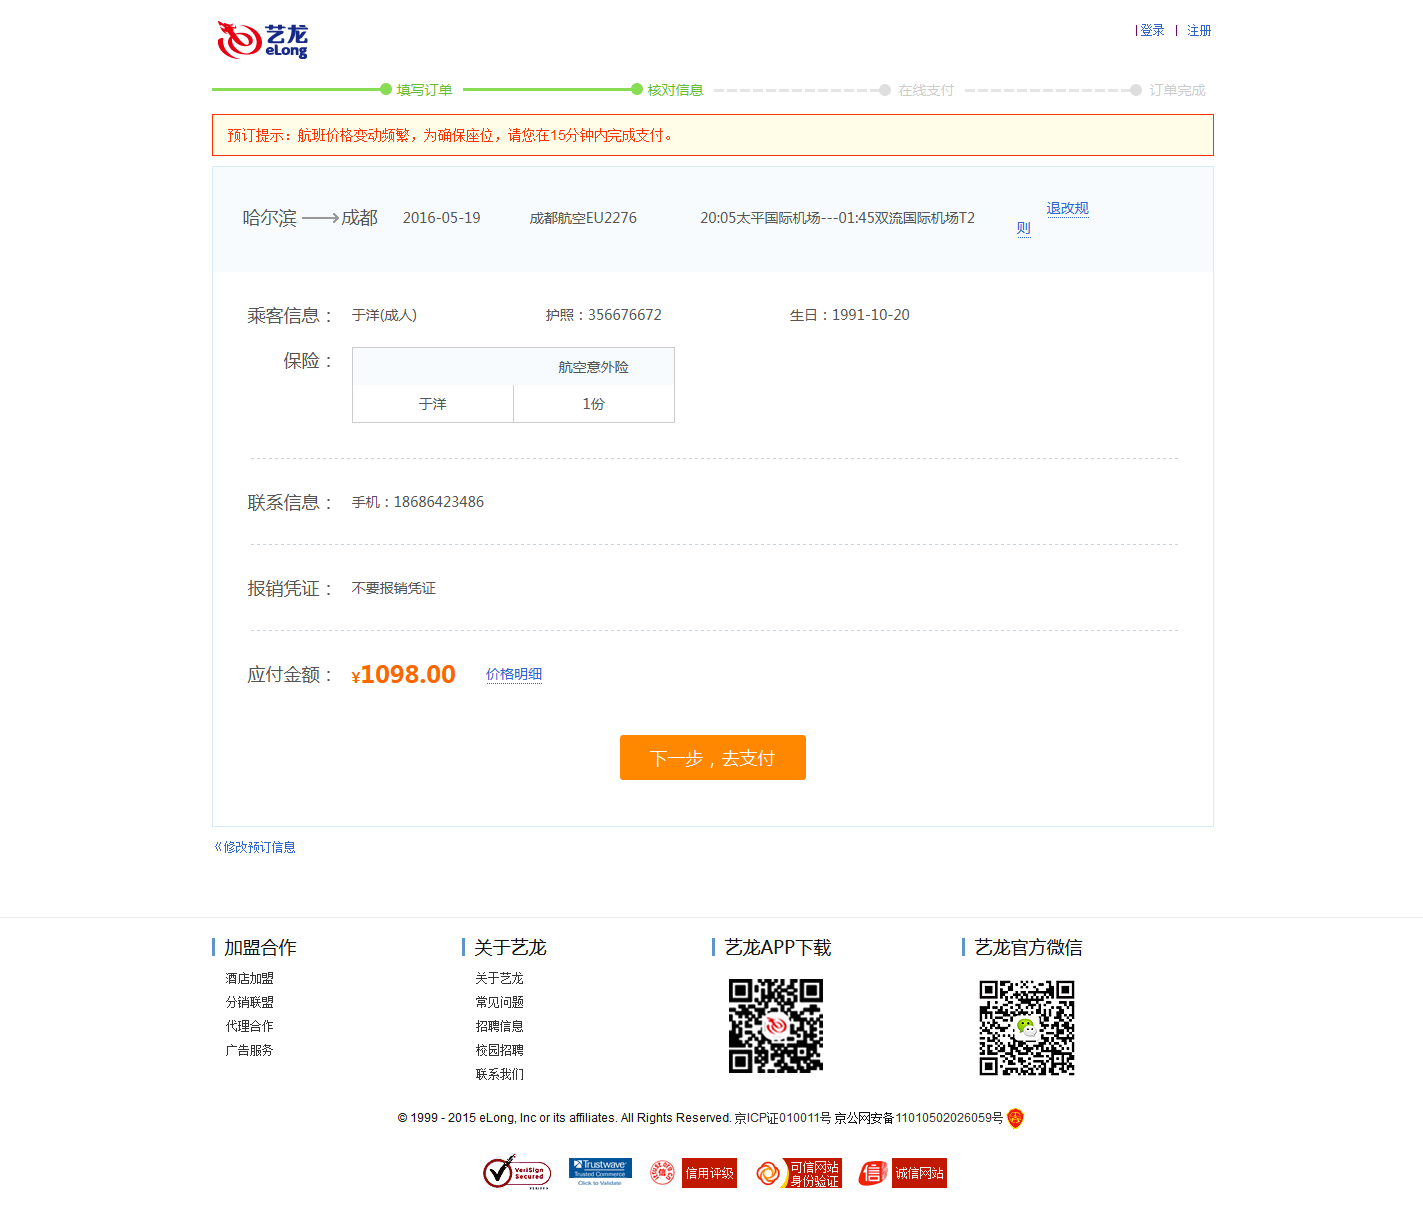 艺龙
eLong
登录 | 注册
填写订单 核对信息 在线支付 订单完成
预订提示：航班价格变动频繁，为确保座位，请您在15分钟内完成支付。
哈尔滨 成都 2016-05-19 成都航空EU2276 20:05太平国际机场---01:45双流国际机场T2 退改规
则
乘客信息： 于洋(成人) 护照：356676672 生日：1991-10-20
保险： 航空意外险
于洋 1份
联系信息： 手机：18686423486
报销凭证： 不要报销凭证
应付金额： ¥1098.00 价格明细
下一步，去支付
《修改预订信息
加盟合作
酒店加盟
分销联盟
代理合作
广告服务
关于艺龙
关于艺龙
常见问题
招聘信息
校园招聘
联系我们
艺龙APP下载
艺龙官方微信
© 1999 - 2015 eLong, Inc or its affiliates. All Rights Reserved. 京ICP证010011号 京公网安备11010502026059号
VeriSign
Secured
VERIFY
Trustwave
Trusted Commerce
Click to Validate
信用评级
可信网站
身份验证
信 诚信网站